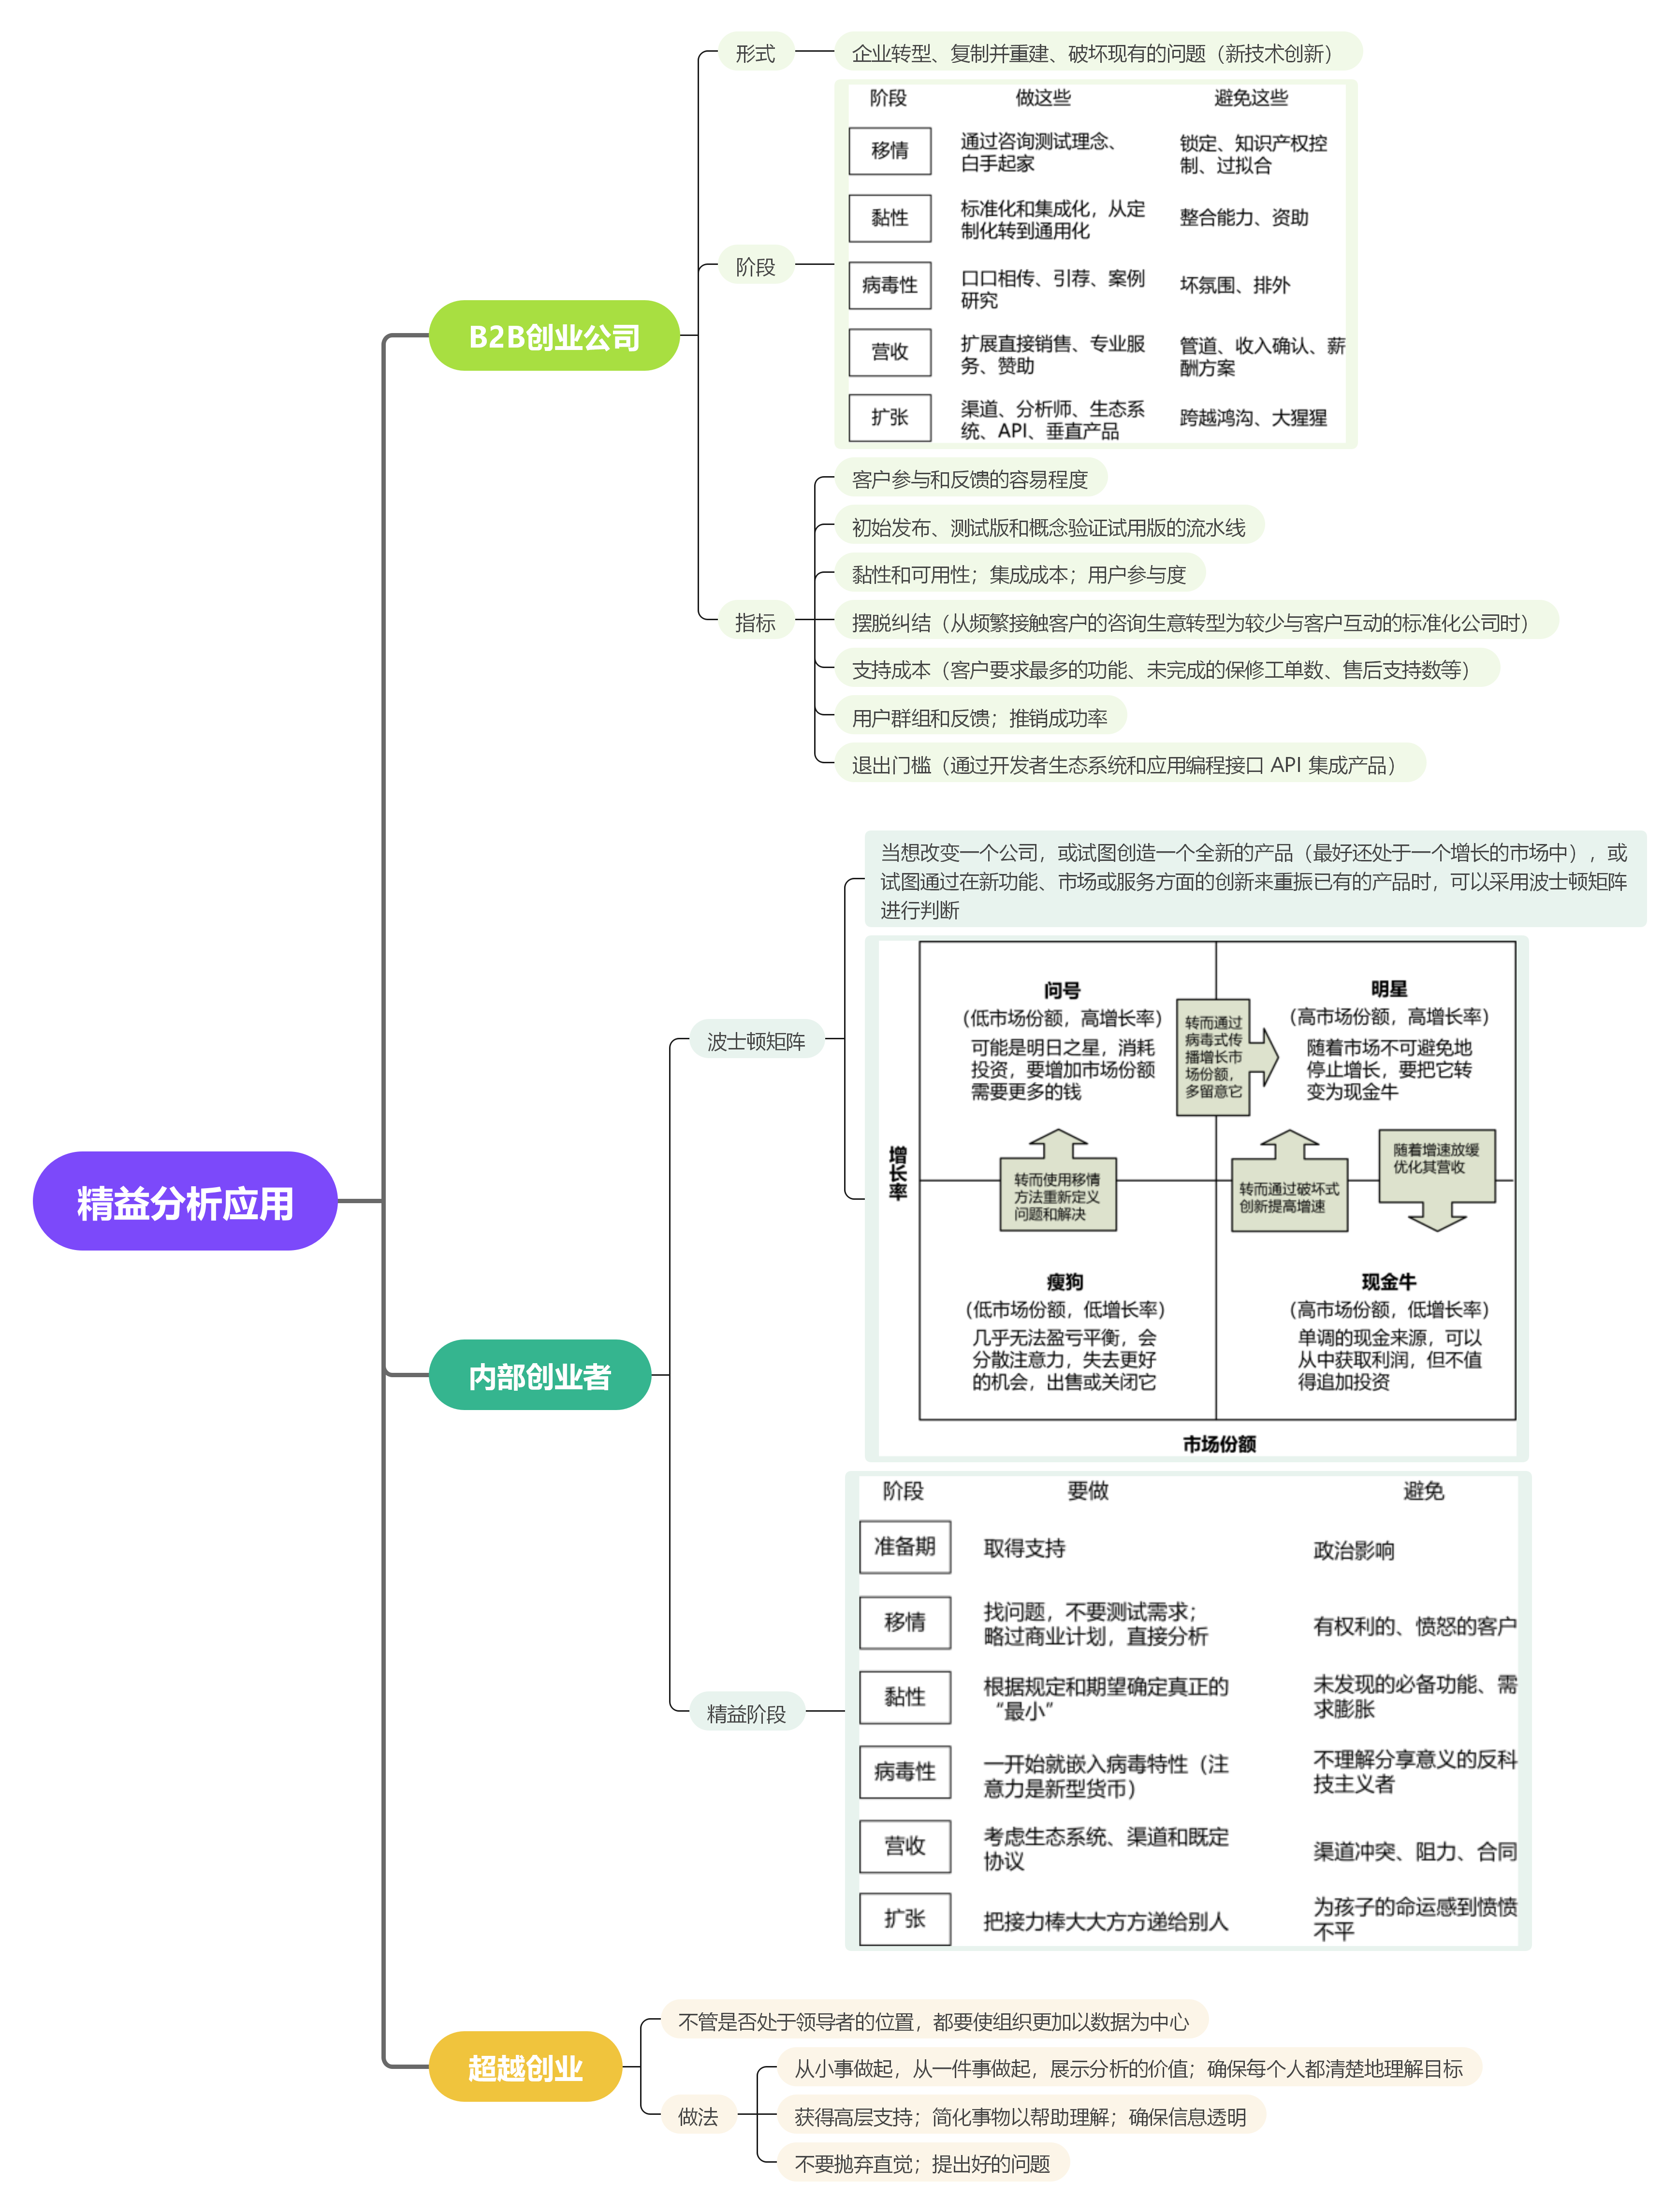 精益分析应用
B2B创业公司
形式
企业转型、复制并重建、破坏现有的问题（新技术创新）
阶段
阶段 做这些 避免这些
移情
通过咨询测试理念、
白手起家
锁定、知识产权控
制、过拟合
黏性
标准化和集成化，从定
制化转到通用化
整合能力、资助
病毒性
口口相传、引荐、案例
研究
坏氛围、排外
营收
扩展直接销售、专业服
务、赞助
管道、收入确认、薪
酬方案
扩张
渠道、分析师、生态系
统、API、垂直产品
跨越鸿沟、大猩猩
指标
客户参与和反馈的容易程度
初始发布、测试版和概念验证试用版的流水线
黏性和可用性；集成成本；用户参与度
摆脱纠结（从频繁接触客户的咨询生意转型为较少与客户互动的标准化公司时）
支持成本（客户要求最多的功能、未完成的保修工单数、售后支持数等）
用户群组和反馈；推销成功率
退出门槛（通过开发者生态系统和应用编程接口 API 集成产品）
内部创业者
波士顿矩阵
当想改变一个公司，或试图创造一个全新的产品（最好还处于一个增长的市场中），或
试图通过在新功能、市场或服务方面的创新来重振已有的产品时，可以采用波士顿矩阵
进行判断
增长率
问号
（低市场份额，高增长率）
可能是明日之星，消耗
投资，要增加市场份额
需要更多的钱
转而通过
病毒式传
播增长市
场份额，
多留意它
明星
（高市场份额，高增长率）
随着市场不可避免地
停止增长，要把它转
变为现金牛
转而使用移情
方法重新定义
问题和解决
转而通过破坏式
创新提高增速
随着增速放缓
优化其营收
瘦狗
（低市场份额，低增长率）
几乎无法盈亏平衡，会
分散注意力，失去更好
的机会，出售或关闭它
现金牛
（高市场份额，低增长率）
单调的现金来源，可以
从中获取利润，但不值
得追加投资
市场份额
精益阶段
阶段 要做 避免
准备期
取得支持
政治影响
移情
找问题，不要测试需求；
略过商业计划，直接分析
有权利的、愤怒的客户
黏性
根据规定和期望确定真正的
“最小”
未发现的必备功能、需
求膨胀
病毒性
一开始就嵌入病毒特性（注
意力是新型货币）
不理解分享意义的反科
技主义者
营收
考虑生态系统、渠道和既定
协议
渠道冲突、阻力、合同
扩张
把接力棒大大方方递给别人
为孩子的命运感到愤愤
不平
超越创业
不管是否处于领导者的位置，都要使组织更加以数据为中心
做法
从小事做起，从一件事做起，展示分析的价值；确保每个人都清楚地理解目标
获得高层支持；简化事物以帮助理解；确保信息透明
不要抛弃直觉；提出好的问题